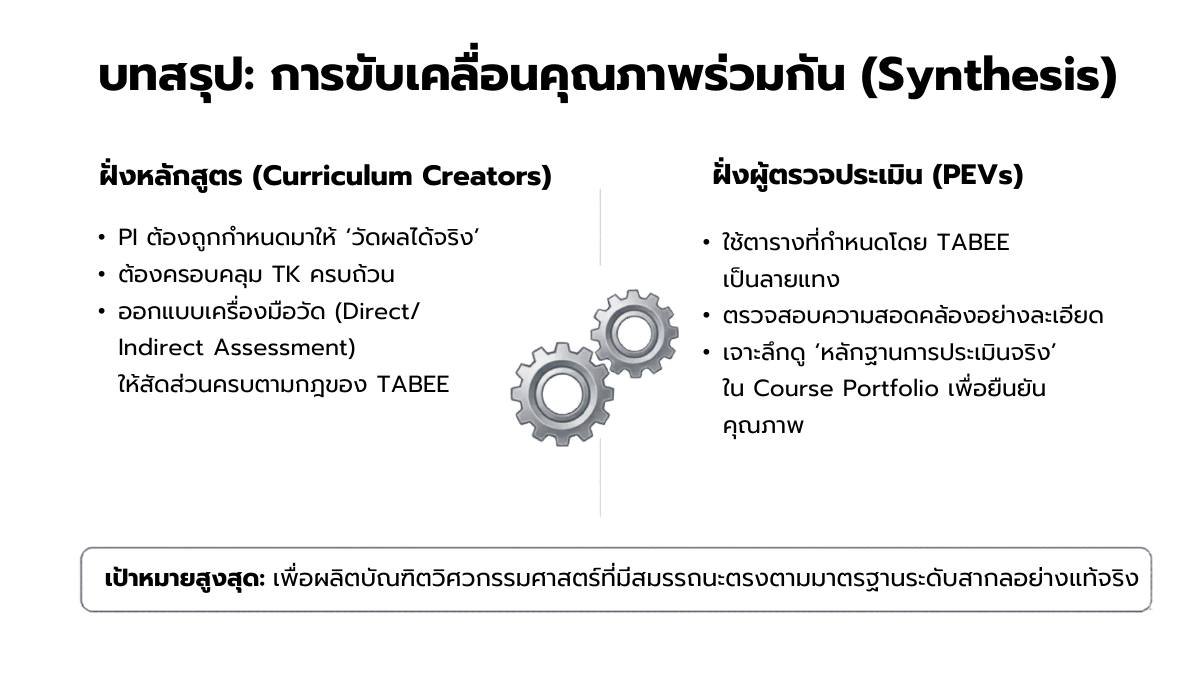 บทสรุป: การขับเคลื่อนคุณภาพร่วมกัน (Synthesis)
ฝั่งหลักสูตร (Curriculum Creators)
• PI ต้องถูกกำหนดมาให้ ‘วัดผลได้จริง’
• ต้องครอบคลุม TK ครบถ้วน
• ออกแบบเครื่องมือวัด (Direct/
Indirect Assessment)
ให้สัดส่วนครบตามกฎของ TABEE
ฝั่งผู้ตรวจประเมิน (PEVs)
• ใช้ตารางที่กำหนดโดย TABEE
เป็นลายแทง
• ตรวจสอบความสอดคล้องอย่างละเอียด
• เจาะลึกดู ‘หลักฐานการประเมินจริง’
ใน Course Portfolio เพื่อยืนยัน
คุณภาพ
เป้าหมายสูงสุด: เพื่อผลิตบัณฑิตวิศวกรรมศาสตร์ที่มีสมรรถนะตรงตามมาตรฐานระดับสากลอย่างแท้จริง